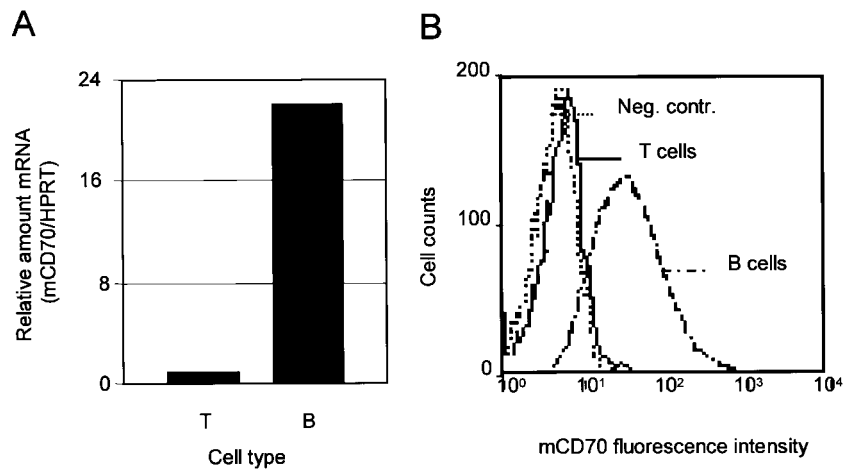 A
Relative amount mRNA
(mCD70/HPRT)
24
16
8
0
T
B
Cell type
B
Cell counts
200
100
0
Neg. contr.
T cells
B cells
10⁰
10¹
10²
10³
10⁴
mCD70 fluorescence intensity